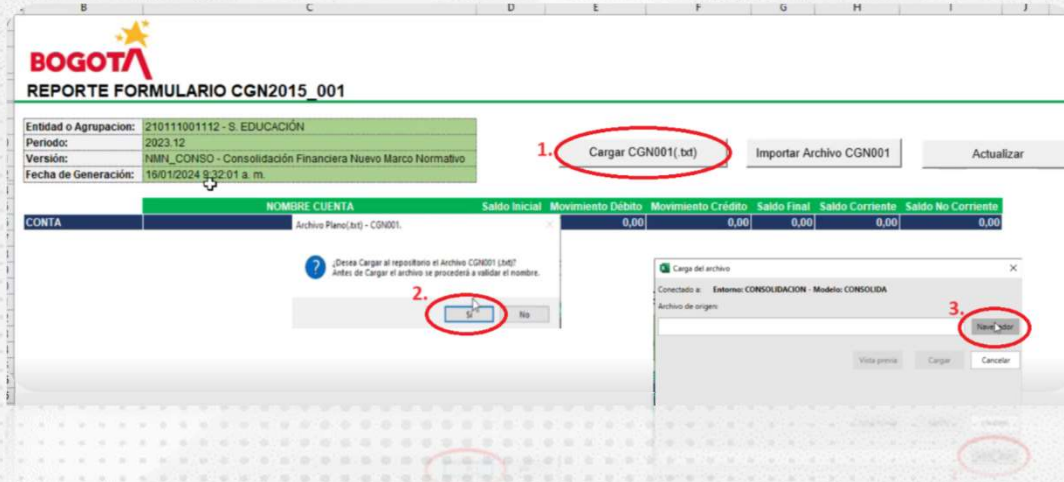 B C D E F G H I J
BOGOTÁ
REPORTE FORMULARIO CGN2015_001
Entidad o Agrupacion: 210111001112 - S. EDUCACIÓN
Periodo: 2023.12
Versión: NMN_CONSO - Consolidación Financiera Nuevo Marco Normativo
Fecha de Generación: 16/01/2024 9:32:01 a. m.
1. Cargar CGN001(.txt) Importar Archivo CGN001 Actualizar
NOMBRE CUENTA Saldo Inicial Movimiento Débito Movimiento Crédito Saldo Final Saldo Corriente Saldo No Corriente
CONTA 0,00 0,00 0,00 0,00 0,00
Archivo Plano(.txt) - CGN001.
¿Desea Cargar al repositorio el Archivo CGN001 (.txt)?
Antes de Cargar el archivo se procederá a validar el nombre.
2. Sí No
Carga del archivo
Conectado a: Entorno: CONSOLIDACION - Modelo: CONSOLIDA
Archivo de origen:
3.
Vista previa Cargar Cancelar